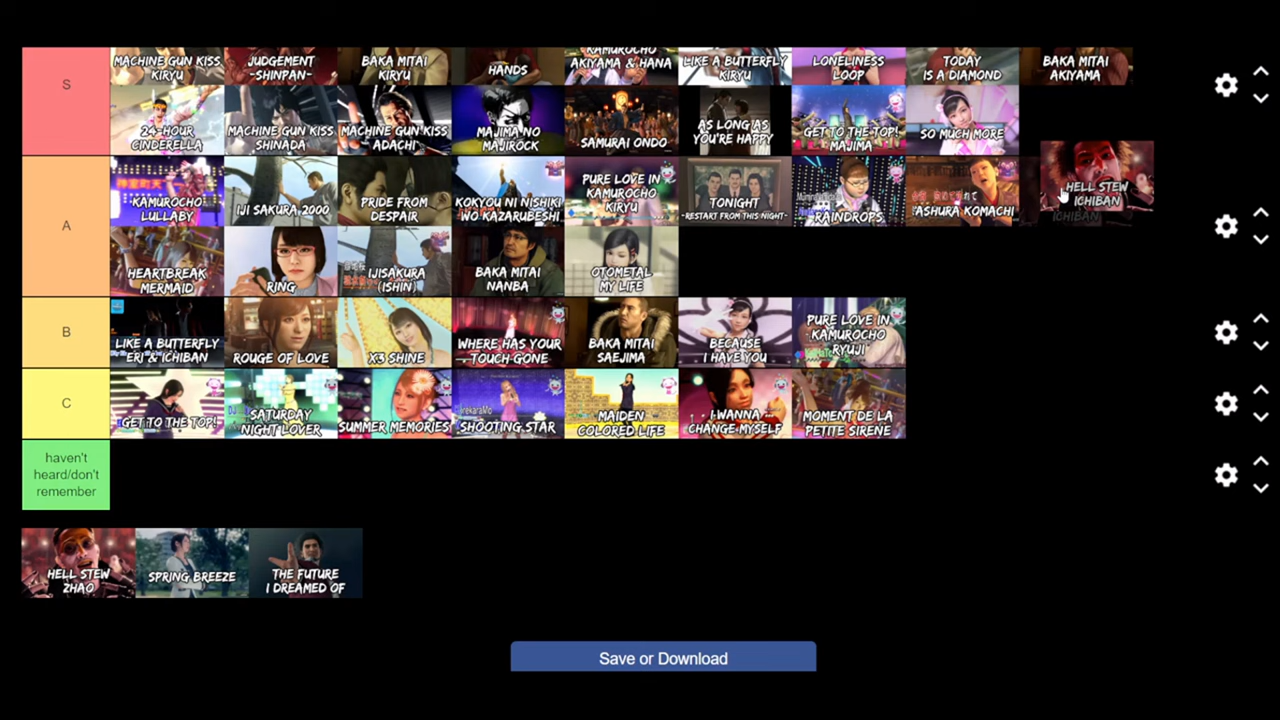 S
MACHINE GUN KISS
KIRYU
JUDGEMENT
-SHINPAN-
BAKA MITAI
KIRYU
HANDS
KAMUROCHO
AKIYAMA & HANA
LIKE A BUTTERFLY
KIRYU
LONELINESS
LOOP
TODAY
IS A DIAMOND
BAKA MITAI
AKIYAMA
24-HOUR
CINDERELLA
MACHINE GUN KISS
SHINADA
MACHINE GUN KISS
ADACHI
MAJIMA NO
MAJIROCK
SAMURAI ONDO
AS LONG AS
YOU'RE HAPPY
GET TO THE TOP!
MAJIMA
SO MUCH MORE
A
KAMUROCHO
LULLABY
IJI SAKURA 2000
PRIDE FROM
DESPAIR
KOKYOU NI NISHIKI
WO KAZARUBESHI
PURE LOVE IN
KAMUROCHO
KIRYU
TONIGHT
-RESTART FROM THIS NIGHT-
RAINDROPS
ASHURA KOMACHI
HELL STEW
ICHIBAN
ICHIBAN
HEARTBREAK
MERMAID
RING
IJISAKURA
(ISHIN)
BAKA MITAI
NANBA
OTOMETAL
MY LIFE
B
LIKE A BUTTERFLY
ERI & ICHIBAN
ROUGE OF LOVE
X3 SHINE
WHERE HAS YOUR
TOUCH GONE
BAKA MITAI
SAEJIMA
BECAUSE
I HAVE YOU
PURE LOVE IN
KAMUROCHO
RYUJI
C
GET TO THE TOP!
SATURDAY
NIGHT LOVER
SUMMER MEMORIES
SHOOTING STAR
MAIDEN
COLORED LIFE
I WANNA
CHANGE MYSELF
MOMENT DE LA
PETITE SIRENE
haven't
heard/don't
remember
HELL STEW
ZHAO
SPRING BREEZE
THE FUTURE
I DREAMED OF
Save or Download